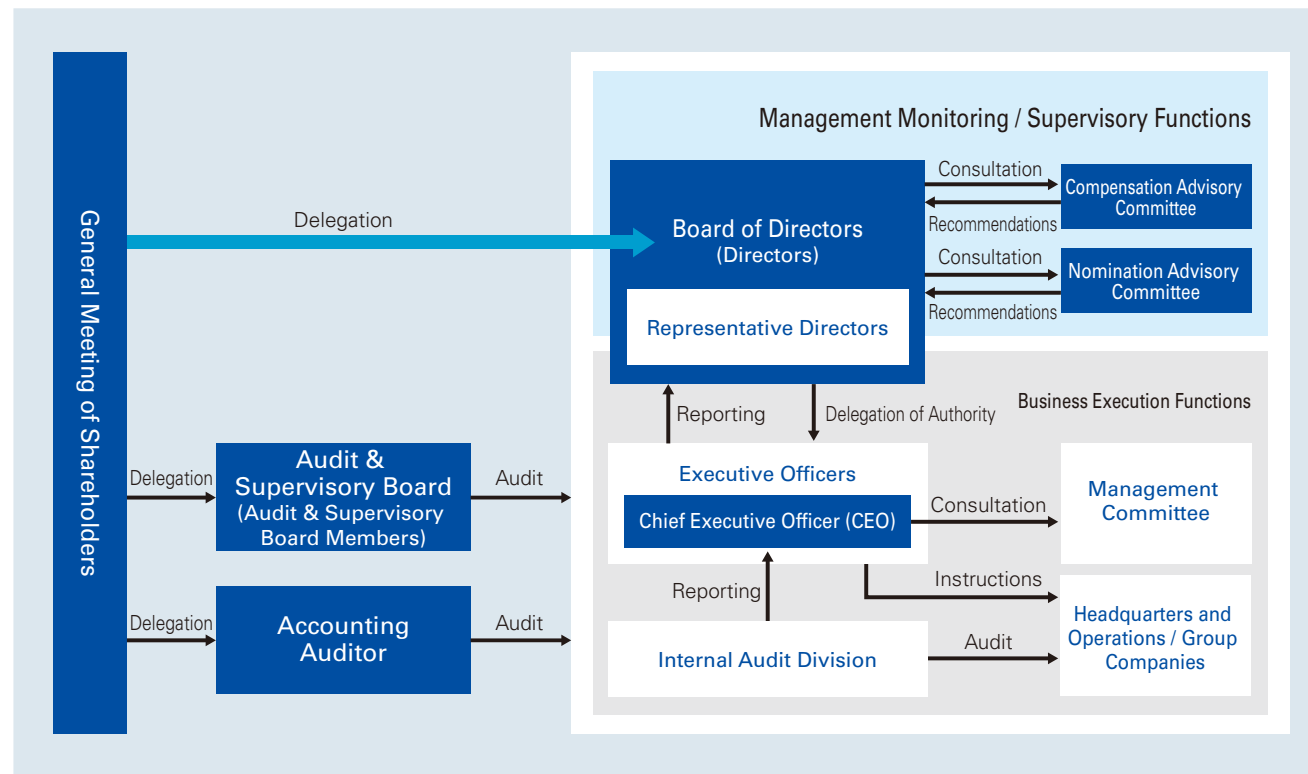 General Meeting of Shareholders
Management Monitoring / Supervisory Functions
Delegation
Board of Directors
(Directors)
Representative Directors
Consultation
Recommendations
Compensation Advisory
Committee
Consultation
Recommendations
Nomination Advisory
Committee
Business Execution Functions
Reporting
Delegation of Authority
Delegation
Audit &
Supervisory Board
(Audit & Supervisory
Board Members)
Audit
Executive Officers
Chief Executive Officer (CEO)
Consultation
Management
Committee
Reporting
Instructions
Delegation
Accounting
Auditor
Audit
Internal Audit Division
Audit
Headquarters and
Operations / Group
Companies